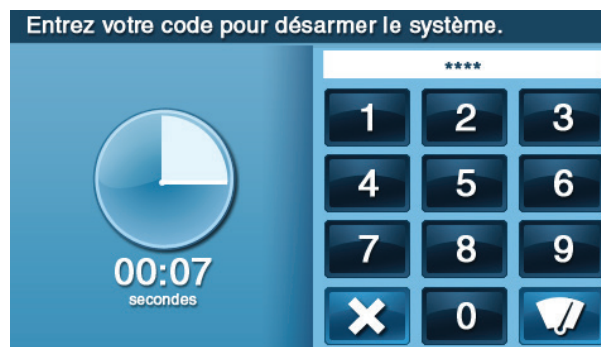 Entrez votre code pour désarmer le système.
****
1 2 3
4 5 6
7 8 9
0
00:07
secondes